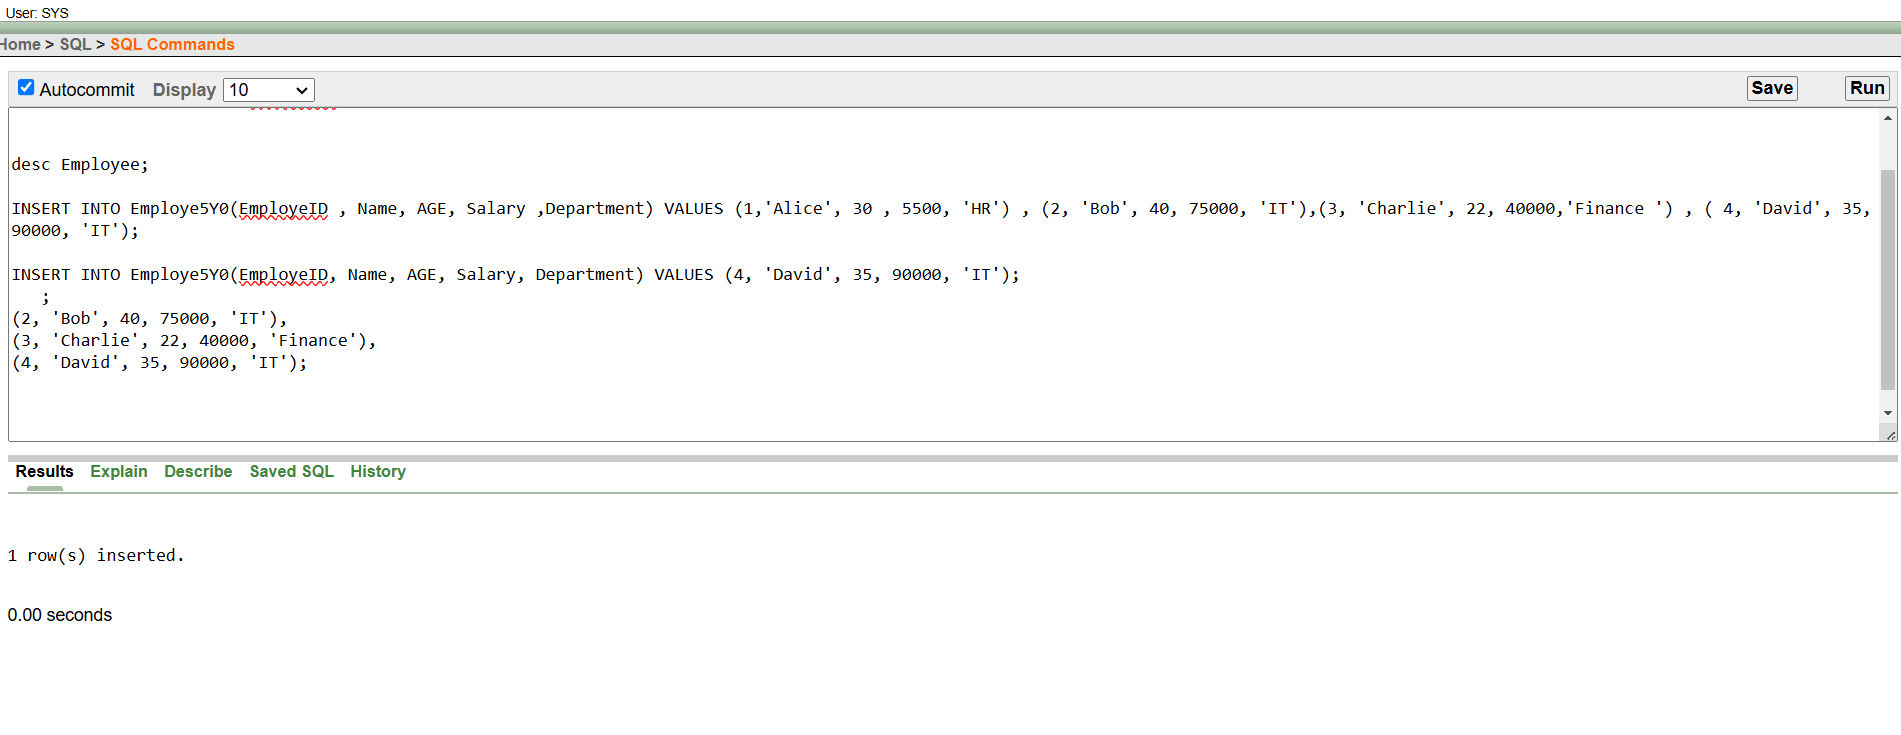 User: SYS
Home > SQL > SQL Commands
Autocommit Display 10 Save Run
desc Employee;
INSERT INTO Employe5Y0(EmployeID , Name, AGE, Salary ,Department) VALUES (1,'Alice', 30 , 5500, 'HR') , (2, 'Bob', 40, 75000, 'IT'),(3, 'Charlie', 22, 40000,'Finance ') , ( 4, 'David', 35,
90000, 'IT');
INSERT INTO Employe5Y0(EmployeID, Name, AGE, Salary, Department) VALUES (4, 'David', 35, 90000, 'IT');
;
(2, 'Bob', 40, 75000, 'IT'),
(3, 'Charlie', 22, 40000, 'Finance'),
(4, 'David', 35, 90000, 'IT');
Results Explain Describe Saved SQL History
1 row(s) inserted.
0.00 seconds